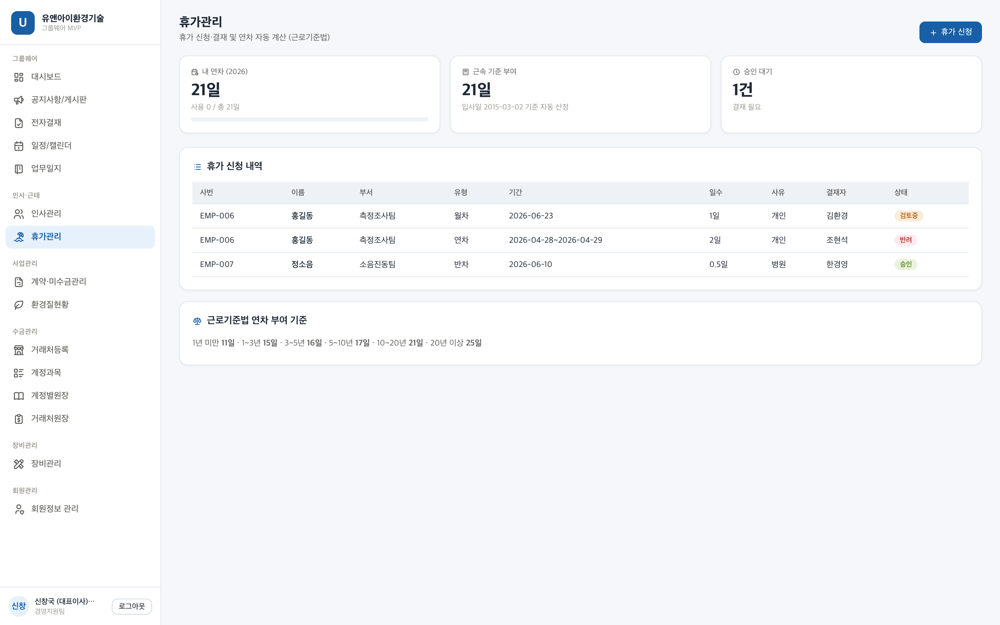 U
유앤아이환경기술
그룹웨어 MVP
그룹웨어
대시보드
공지사항/게시판
전자결재
일정/캘린더
업무일지
인사·근태
인사관리
휴가관리
사업관리
계약·미수금관리
환경질현황
수금관리
거래처등록
계정과목
계정별원장
거래처원장
장비관리
장비관리
회원관리
회원정보 관리
신창
신창국 (대표이사)…
경영지원팀
로그아웃
휴가관리
휴가 신청·결재 및 연차 자동 계산 (근로기준법)
+ 휴가 신청
내 연차 (2026)
21일
사용 0 / 총 21일
근속 기준 부여
21일
입사일 2015-03-02 기준 자동 산정
승인 대기
1건
결재 필요
휴가 신청 내역
사번 이름 부서 유형 기간 일수 사유 결재자 상태
EMP-006 홍길동 측정조사팀 월차 2026-06-23 1일 개인 김환경 검토중
EMP-006 홍길동 측정조사팀 연차 2026-04-28~2026-04-29 2일 개인 조현석 반려
EMP-007 정소음 소음진동팀 반차 2026-06-10 0.5일 병원 한경영 승인
근로기준법 연차 부여 기준
1년 미만 11일 · 1~3년 15일 · 3~5년 16일 · 5~10년 17일 · 10~20년 21일 · 20년 이상 25일